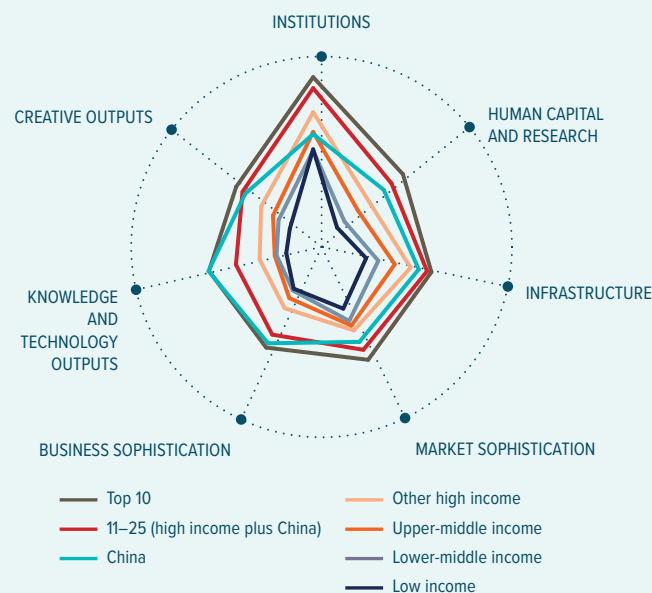 INSTITUTIONS
HUMAN CAPITAL
AND RESEARCH
CREATIVE OUTPUTS
INFRASTRUCTURE
KNOWLEDGE
AND
TECHNOLOGY
OUTPUTS
BUSINESS SOPHISTICATION
MARKET SOPHISTICATION
Top 10
11–25 (high income plus China)
China
Other high income
Upper-middle income
Lower-middle income
Low income